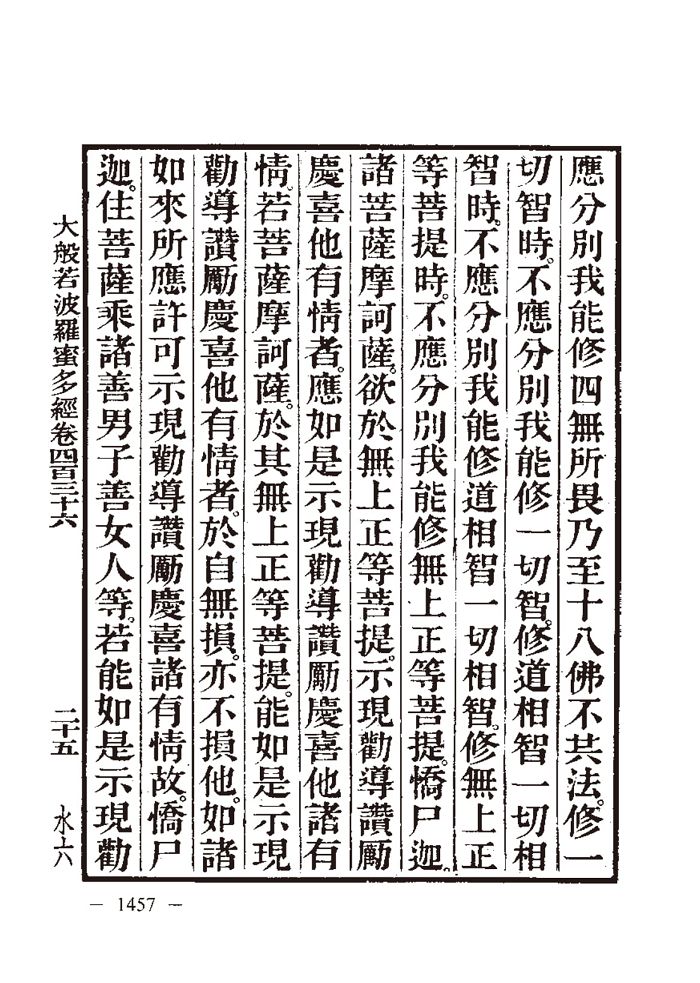 應分別我能修四無所畏乃至十八佛不共法。修一
切智時。不應分別我能修一切智。修道相智一切相
智時。不應分別我能修道相智一切相智。修無上正
等菩提時。不應分別我能修無上正等菩提。憍尸迦。
諸菩薩摩訶薩。欲於無上正等菩提。示現勸導讚勵
慶喜他有情者。應如是示現勸導讚勵慶喜他諸有
情。若菩薩摩訶薩。於其無上正等菩提。能如是示現
勸導讚勵慶喜他有情者。於自無損。亦不損他。如諸
如來所應許可示現勸導讚勵慶喜諸有情故。憍尸
迦。住菩薩乘諸善男子善女人等。若能如是示現勸
大般若波羅蜜多經卷四百三十六 二十五 水六
— 1457 —